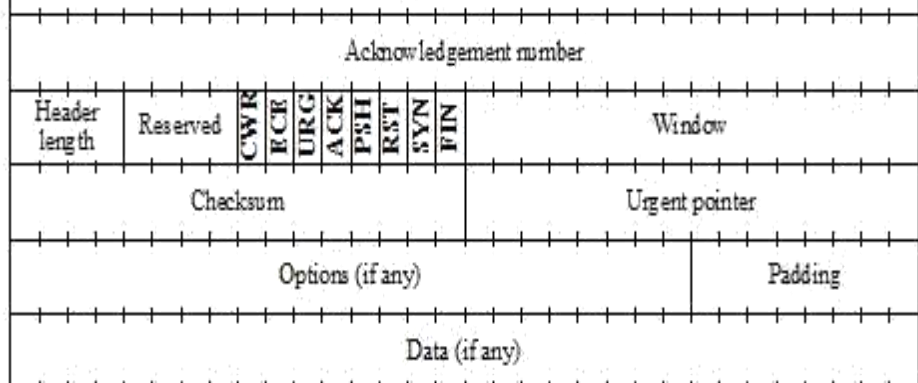 Acknowledgement number
Header length
Reserved
CWR
ECE
URG
ACK
PSH
RST
SYN
FIN
Window
Checksum
Urgent pointer
Options (if any)
Padding
Data (if any)